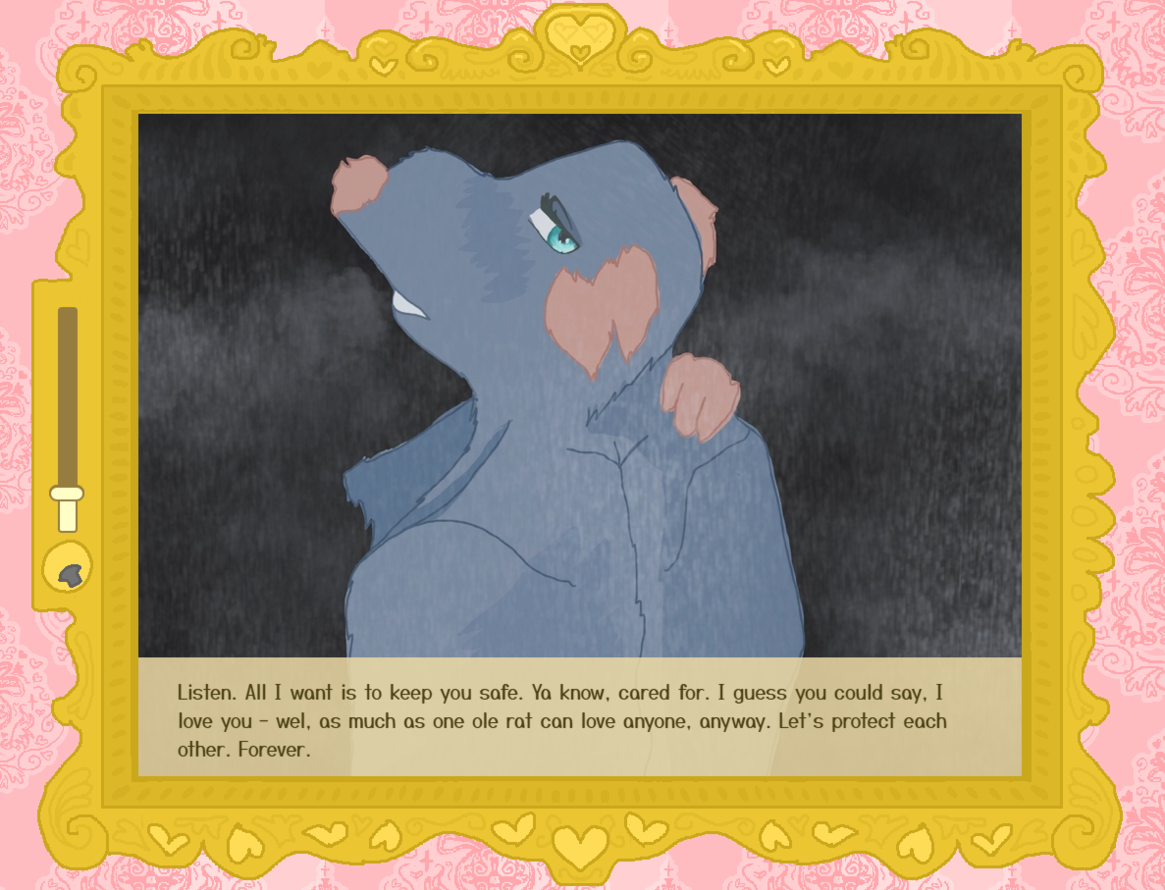 Listen. All I want is to keep you safe. Ya know, cared for. I guess you could say, I
love you - wel, as much as one ole rat can love anyone, anyway. Let's protect each
other. Forever.